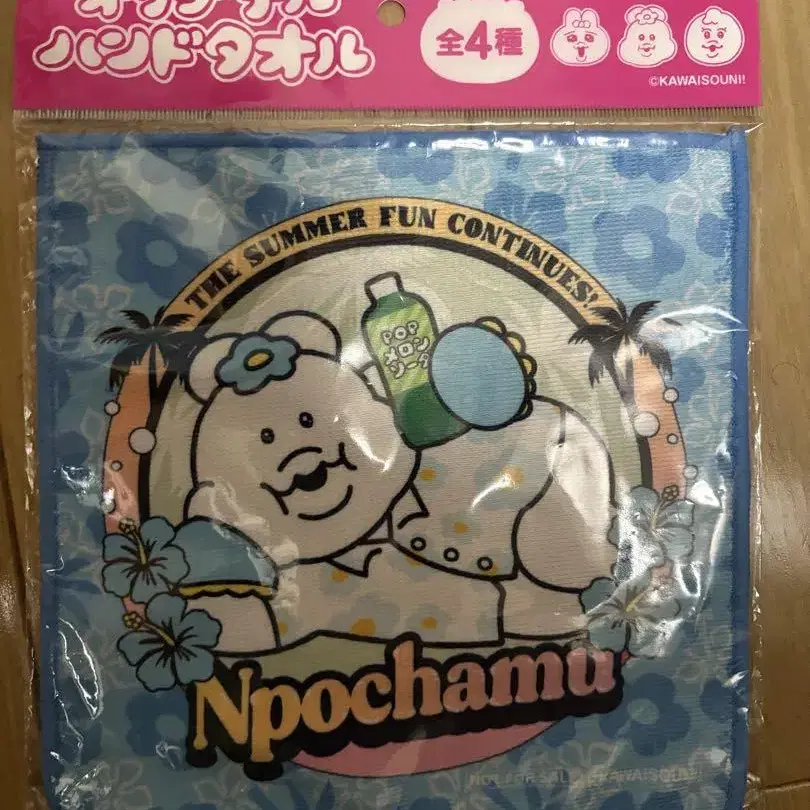 オリジナル
ハンドタオル
全4種
©KAWAISOUNI!
THE SUMMER FUN CONTINUES!
POP
メロン
ソーダ
Npochamu
NOT FOR SALE ©KAWAISOUNI!